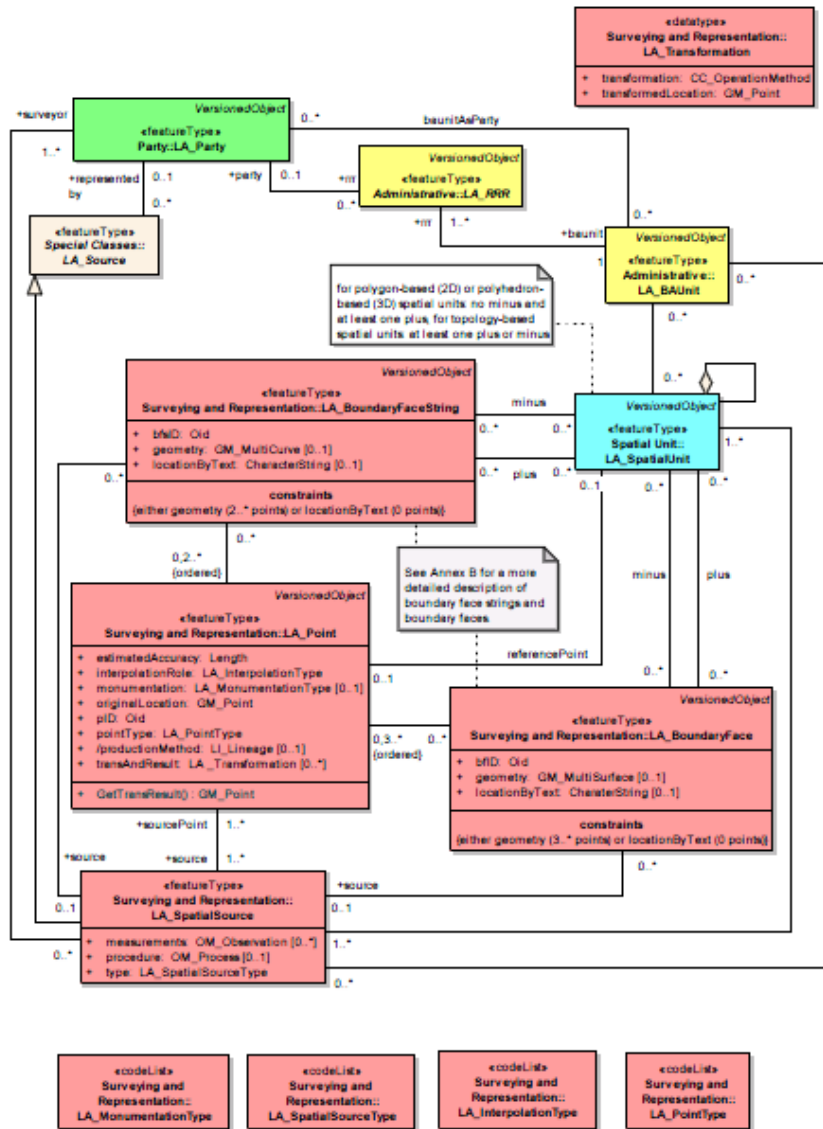 «datatype»
Surveying and Representation::
LA_Transformation
+ transformation: CC_OperationMethod
+ transformedLocation: GM_Point
+surveyor
1..*
VersionedObject
«featureType»
Party::LA_Party
0..*
baunitAsParty
+represented
by
0..1
0..*
+party
0..1
+rrr
0..*
VersionedObject
«featureType»
Administrative::LA_RRR
+rrr
1..*
+baunit
1
0..*
«featureType»
Special Classes::
LA_Source
VersionedObject
«featureType»
Administrative::
LA_BAUnit
0..*
0..*
for polygon-based (2D) or polyhedron-
based (3D) spatial units: no minus and
at least one plus, for topology-based
spatial units: at least one plus or minus
0..*
VersionedObject
«featureType»
Surveying and Representation::LA_BoundaryFaceString
+ bfsID: Oid
+ geometry: GM_MultiCurve [0..1]
+ locationByText: CharacterString [0..1]
constraints
{either geometry (2..* points) or locationByText (0 points)}
minus
0..*
0..*
0..*
0..*
plus
0..*
VersionedObject
«featureType»
Spatial Unit::
LA_SpatialUnit
0..1
0..*
0..*
1..*
0..*
0,2..*
{ordered}
See Annex B for a more
detailed description of
boundary face strings and
boundary faces.
minus
plus
VersionedObject
«featureType»
Surveying and Representation::LA_Point
+ estimatedAccuracy: Length
+ interpolationRole: LA_InterpolationType
+ monumentation: LA_MonumentationType [0..1]
+ originalLocation: GM_Point
+ pID: Oid
+ pointType: LA_PointType
+ /productionMethod: LI_Lineage [0..1]
+ transAndResult: LA _Transformation [0..*]
+ GetTransResult() : GM_Point
referencePoint
0..1
0..*
0..*
0,3..*
{ordered}
0..*
VersionedObject
«featureType»
Surveying and Representation::LA_BoundaryFace
+ bfID: Oid
+ geometry: GM_MultiSurface [0..1]
+ locationByText: CharaterString [0..1]
constraints
{either geometry (3..* points) or locationByText (0 points)}
+sourcePoint
1..*
+source
+source
1..*
+source
0..*
0..1
0..1
«featureType»
Surveying and Representation::
LA_SpatialSource
+ measurements: OM_Observation [0..*]
+ procedure: OM_Process [0..1]
+ type: LA_SpatialSourceType
0..*
1..*
0..*
«codeList»
Surveying and
Representation::
LA_MonumentationType
«codeList»
Surveying and
Representation::
LA_SpatialSourceType
«codeList»
Surveying and
Representation::
LA_InterpolationType
«codeList»
Surveying and
Representation::
LA_PointType